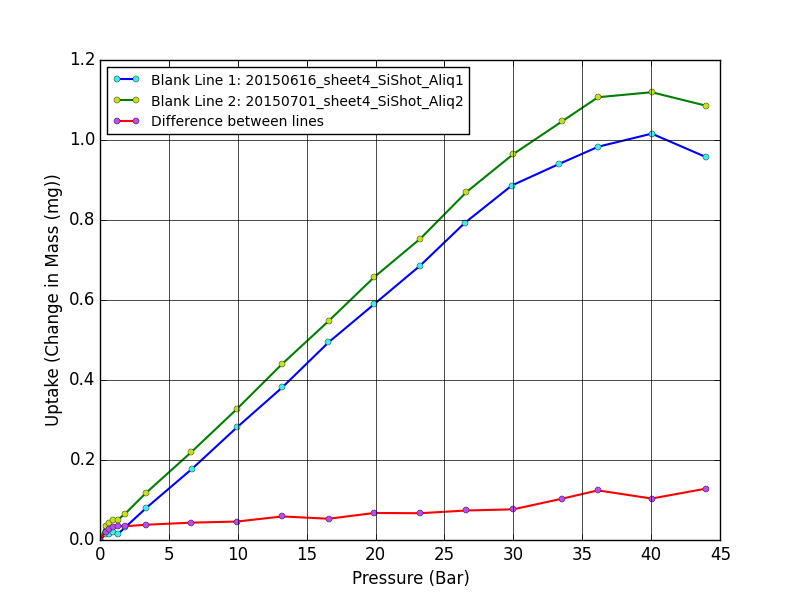 Blank Line 1: 20150616_sheet4_SiShot_Aliq1
Blank Line 2: 20150701_sheet4_SiShot_Aliq2
Difference between lines
Uptake (Change in Mass (mg))
1.2
1.0
0.8
0.6
0.4
0.2
0.0
0 5 10 15 20 25 30 35 40 45
Pressure (Bar)